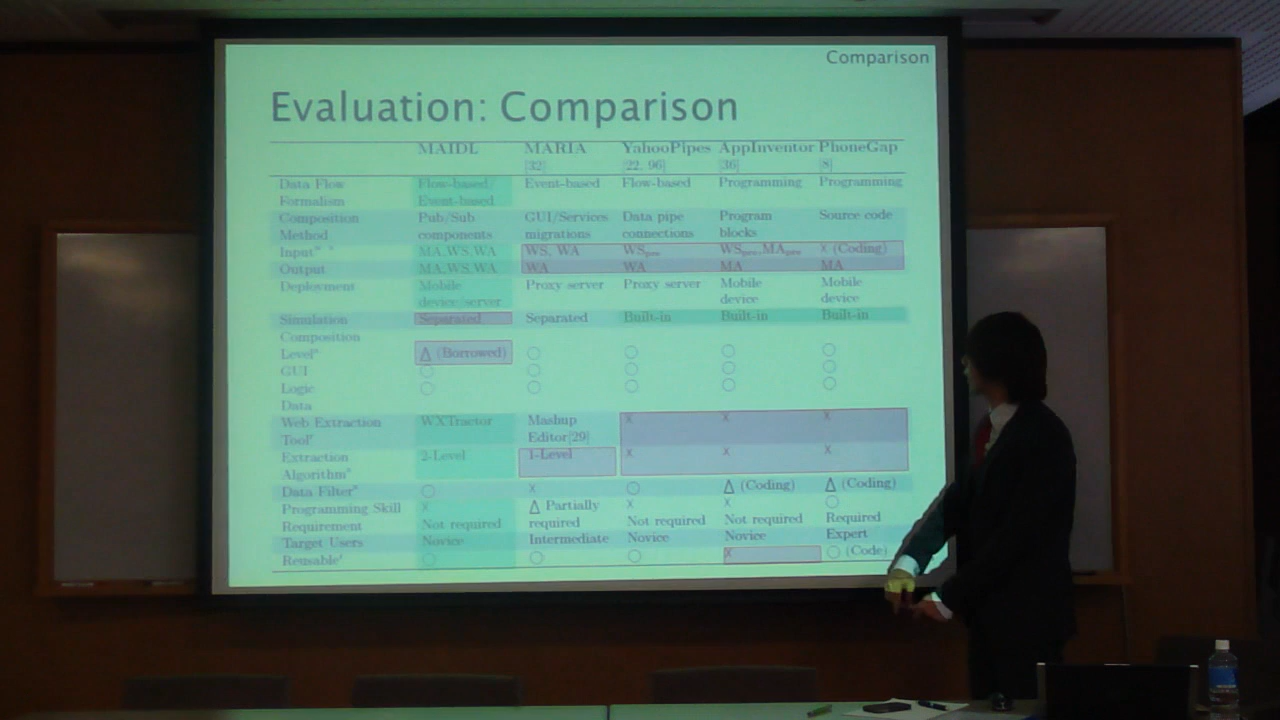 Comparison
Evaluation: Comparison
MAIDL MARIA YahooPipes AppInventor PhoneGap
[32] [22, 96] [36] [8]
Data Flow Flow-based/ Event-based Flow-based Programming Programming
Formalism Event-based
Composition Pub/Sub GUI/Services Data pipe Program Source code
Method components migrations connections blocks
Input MA,WS,WA WS, WA WS WS ,MA X (Coding)
Output MA,WS,WA WA WA MA MA
Deployment Mobile Proxy server Proxy server Mobile Mobile
device/server device device
Simulation Separated Separated Built-in Built-in Built-in
Composition
Level Δ (Borrowed) ○ ○ ○ ○
GUI ○ ○ ○ ○ ○
Logic ○ ○ ○ ○ ○
Data
Web Extraction WXTractor Mashup X X X
Tool Editor[29]
Extraction 2-Level 1-Level X X X
Algorithm
Data Filter ○ X ○ Δ (Coding) Δ (Coding)
Programming Skill X Δ Partially X X ○
Requirement Not required required Not required Not required Required
Target Users Novice Intermediate Novice Novice Expert
Reusable ○ ○ ○ X ○ (Code)